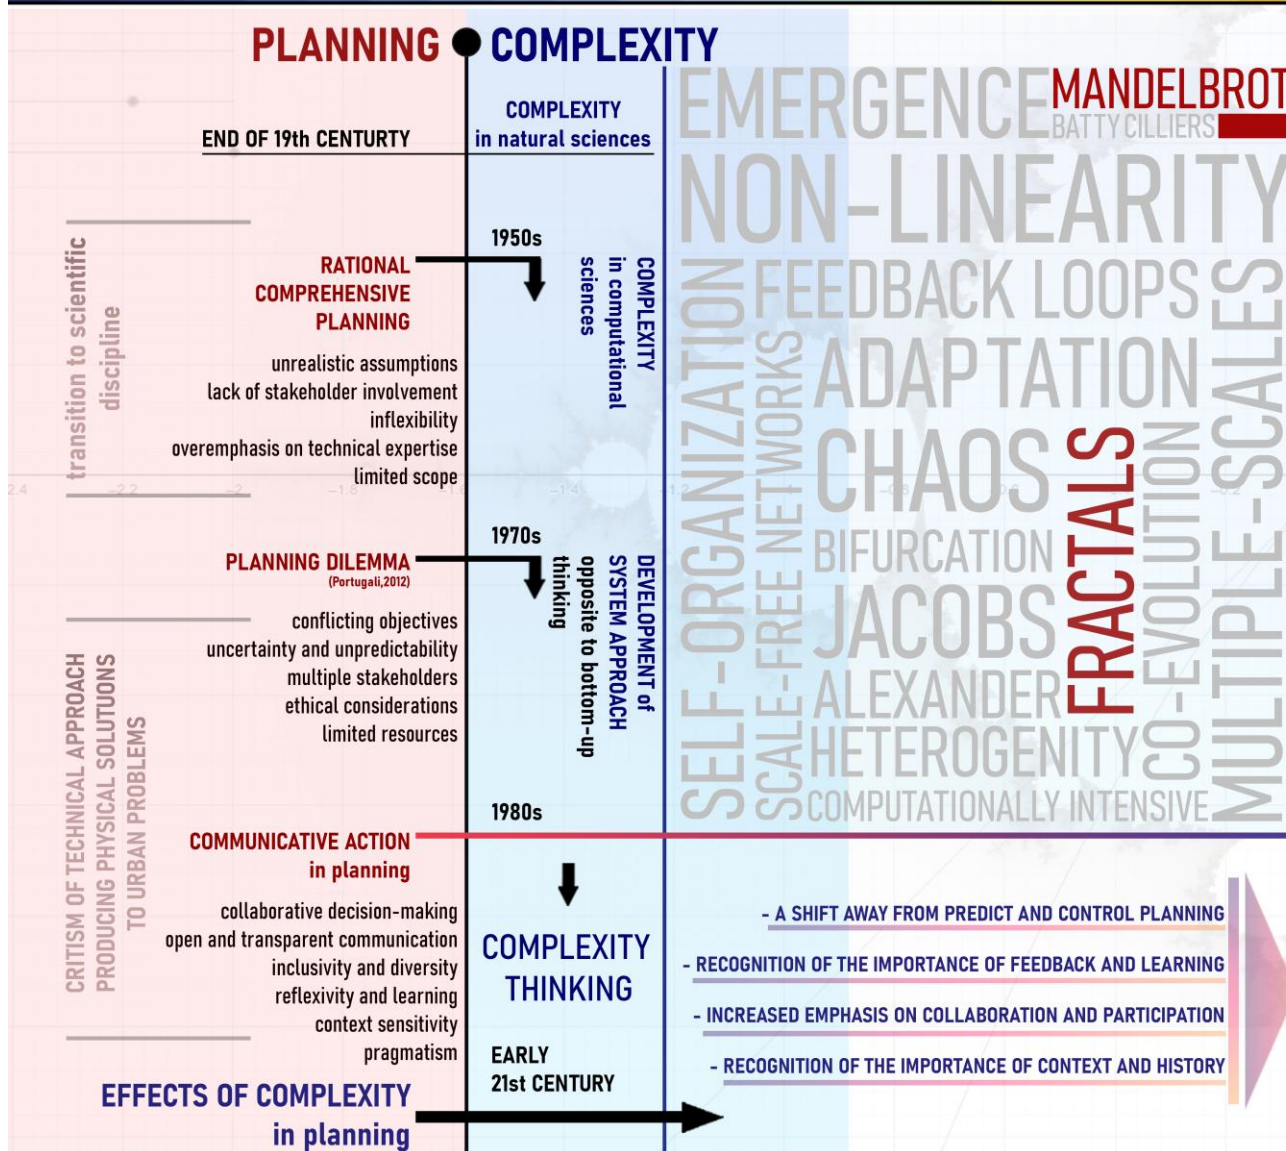 PLANNING
COMPLEXITY
END OF 19th CENTURTY
COMPLEXITY
in natural sciences
transition to scientific
discipline
1950s
RATIONAL
COMPREHENSIVE
PLANNING
COMPLEXITY
in computational
sciences
unrealistic assumptions
lack of stakeholder involvement
inflexibility
overemphasis on technical expertise
limited scope
1970s
PLANNING DILEMMA
(Portugali,2012)
DEVELOPMENT of
SYSTEM APPROACH
opposite to bottom-up
thinking
conflicting objectives
uncertainty and unpredictability
multiple stakeholders
ethical considerations
limited resources
CRITISM OF TECHNICAL APPROACH
PRODUCING PHYSICAL SOLUTUONS
TO URBAN PROBLEMS
1980s
COMMUNICATIVE ACTION
in planning
collaborative decision-making
open and transparent communication
inclusivity and diversity
reflexivity and learning
context sensitivity
pragmatism
COMPLEXITY
THINKING
EARLY
21st CENTURY
EFFECTS OF COMPLEXITY
in planning
EMERGENCE
MANDELBROT
BATTY CILLIERS
NON-LINEARITY
SELF-ORGANIZATION
FEEDBACK LOOPS
SCALE-FREE NETWORKS
ADAPTATION
CHAOS
BIFURCATION
JACOBS
ALEXANDER
HETEROGENITY
COMPUTATIONALLY INTENSIVE
FRACTALS
CO-EVOLUTION
MULTIPLE-SCALES
- A SHIFT AWAY FROM PREDICT AND CONTROL PLANNING
- RECOGNITION OF THE IMPORTANCE OF FEEDBACK AND LEARNING
- INCREASED EMPHASIS ON COLLABORATION AND PARTICIPATION
- RECOGNITION OF THE IMPORTANCE OF CONTEXT AND HISTORY